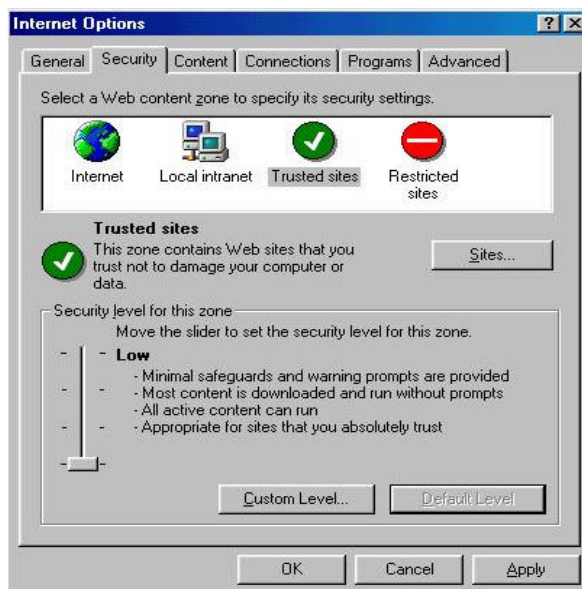 Internet Options
General Security Content Connections Programs Advanced
Select a Web content zone to specify its security settings.
Internet Local intranet Trusted sites Restricted
sites
Trusted sites
This zone contains Web sites that you
trust not to damage your computer or
data.
Sites...
Security level for this zone
Move the slider to set the security level for this zone.
Low
- Minimal safeguards and warning prompts are provided
- Most content is downloaded and run without prompts
- All active content can run
- Appropriate for sites that you absolutely trust
Custom Level... Default Level
OK Cancel Apply